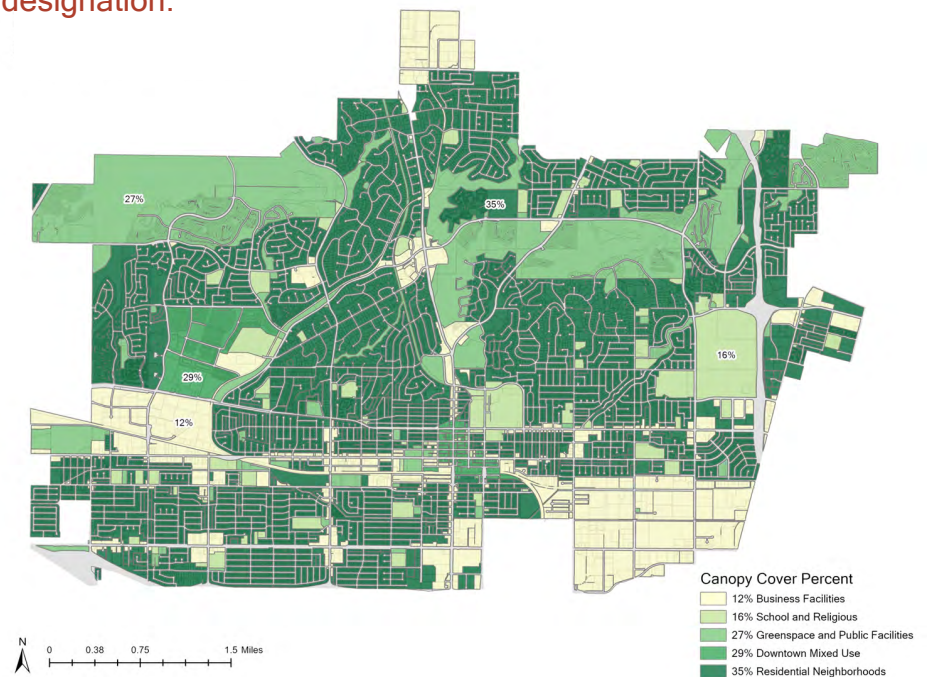 designation.
27%
35%
16%
29%
12%
Canopy Cover Percent
12% Business Facilities
16% School and Religious
27% Greenspace and Public Facilities
29% Downtown Mixed Use
35% Residential Neighborhoods
N
0 0.38 0.75 1.5 Miles